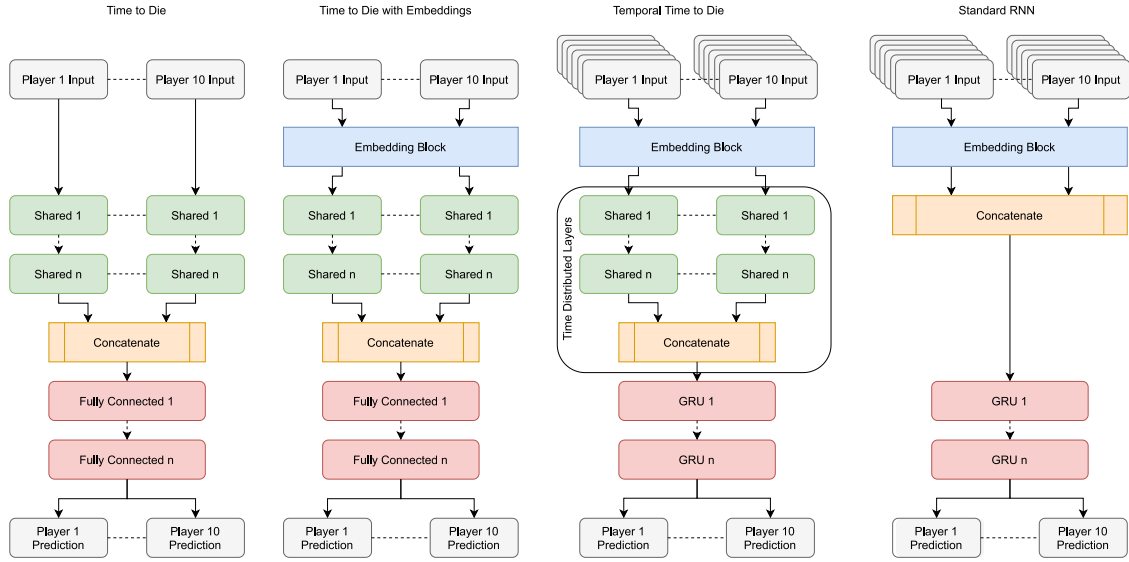 Time to Die
Time to Die with Embeddings
Temporal Time to Die
Standard RNN
Player 1 Input
Player 10 Input
Player 1 Input
Player 10 Input
Player 1 Input
Player 10 Input
Player 1 Input
Player 10 Input
Embedding Block
Embedding Block
Embedding Block
Shared 1
Shared 1
Shared 1
Shared 1
Shared 1
Shared 1
Concatenate
Time Distributed Layers
Shared n
Shared n
Shared n
Shared n
Shared n
Shared n
Concatenate
Concatenate
Concatenate
Fully Connected 1
Fully Connected 1
GRU 1
GRU 1
Fully Connected n
Fully Connected n
GRU n
GRU n
Player 1
Prediction
Player 10
Prediction
Player 1
Prediction
Player 10
Prediction
Player 1
Prediction
Player 10
Prediction
Player 1
Prediction
Player 10
Prediction